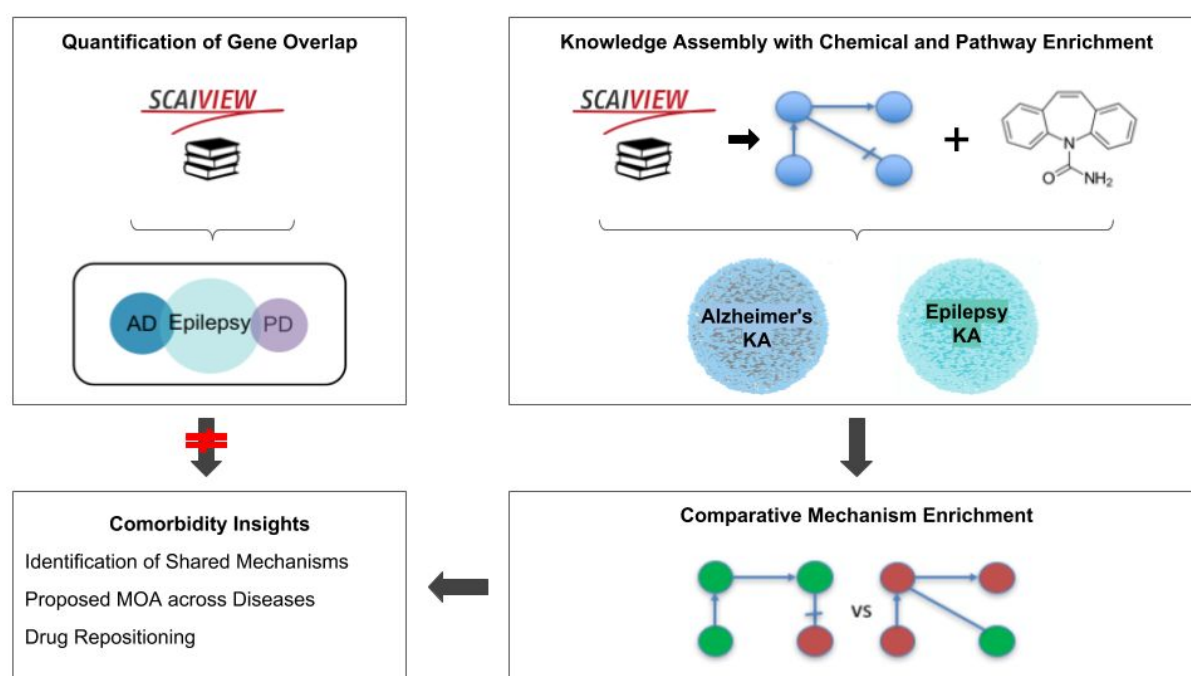 Quantification of Gene Overlap
SCAIVIEW
AD Epilepsy PD
Knowledge Assembly with Chemical and Pathway Enrichment
SCAIVIEW
+
N
O
NH₂
Alzheimer's
KA
Epilepsy
KA
Comorbidity Insights
Identification of Shared Mechanisms
Proposed MOA across Diseases
Drug Repositioning
Comparative Mechanism Enrichment
VS